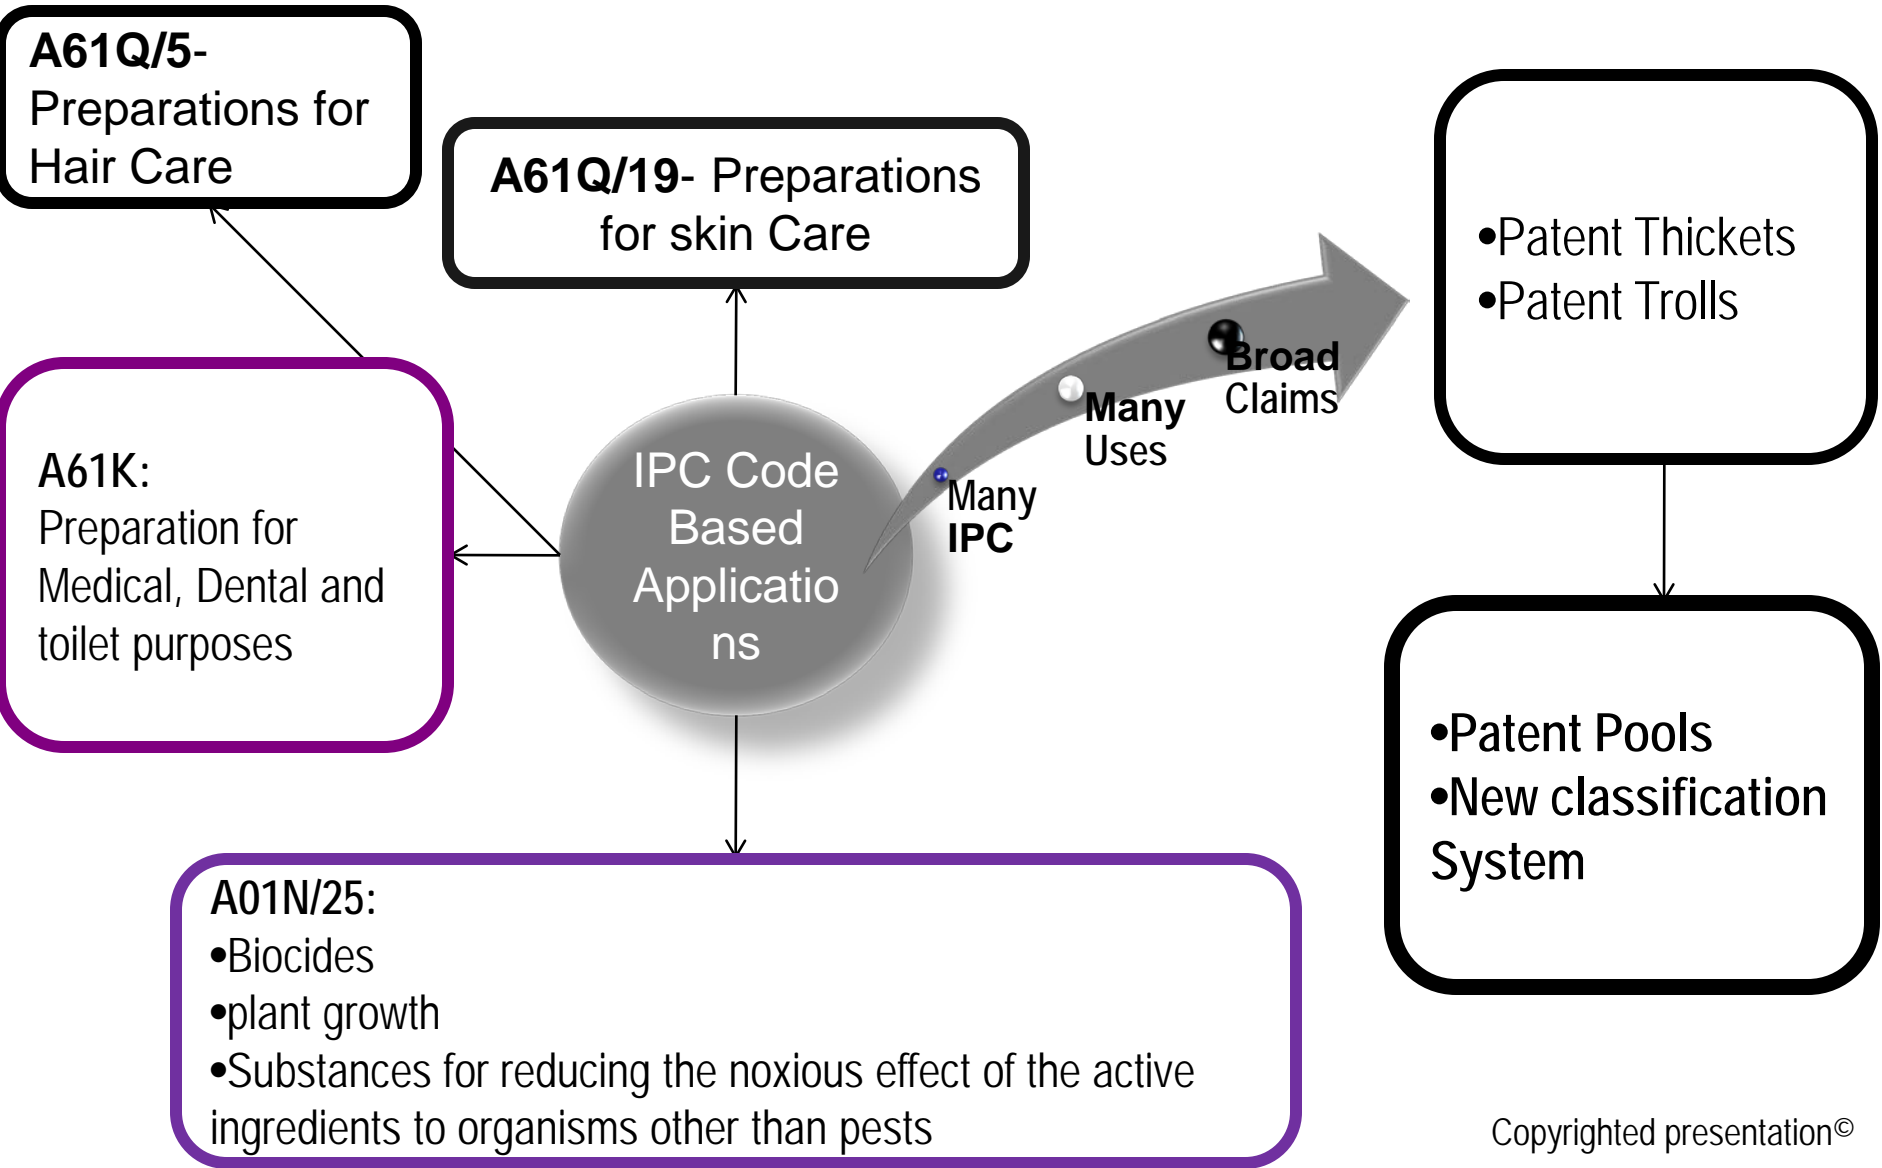 A61Q/5-
Preparations for
Hair Care
A61Q/19- Preparations
for skin Care
A61K:
Preparation for
Medical, Dental and
toilet purposes
IPC Code
Based
Applicatio
ns
Many
IPC
Many
Uses
Broad
Claims
•Patent Thickets
•Patent Trolls
•Patent Pools
•New classification
System
A01N/25:
•Biocides
•plant growth
•Substances for reducing the noxious effect of the active
ingredients to organisms other than pests
Copyrighted presentation©